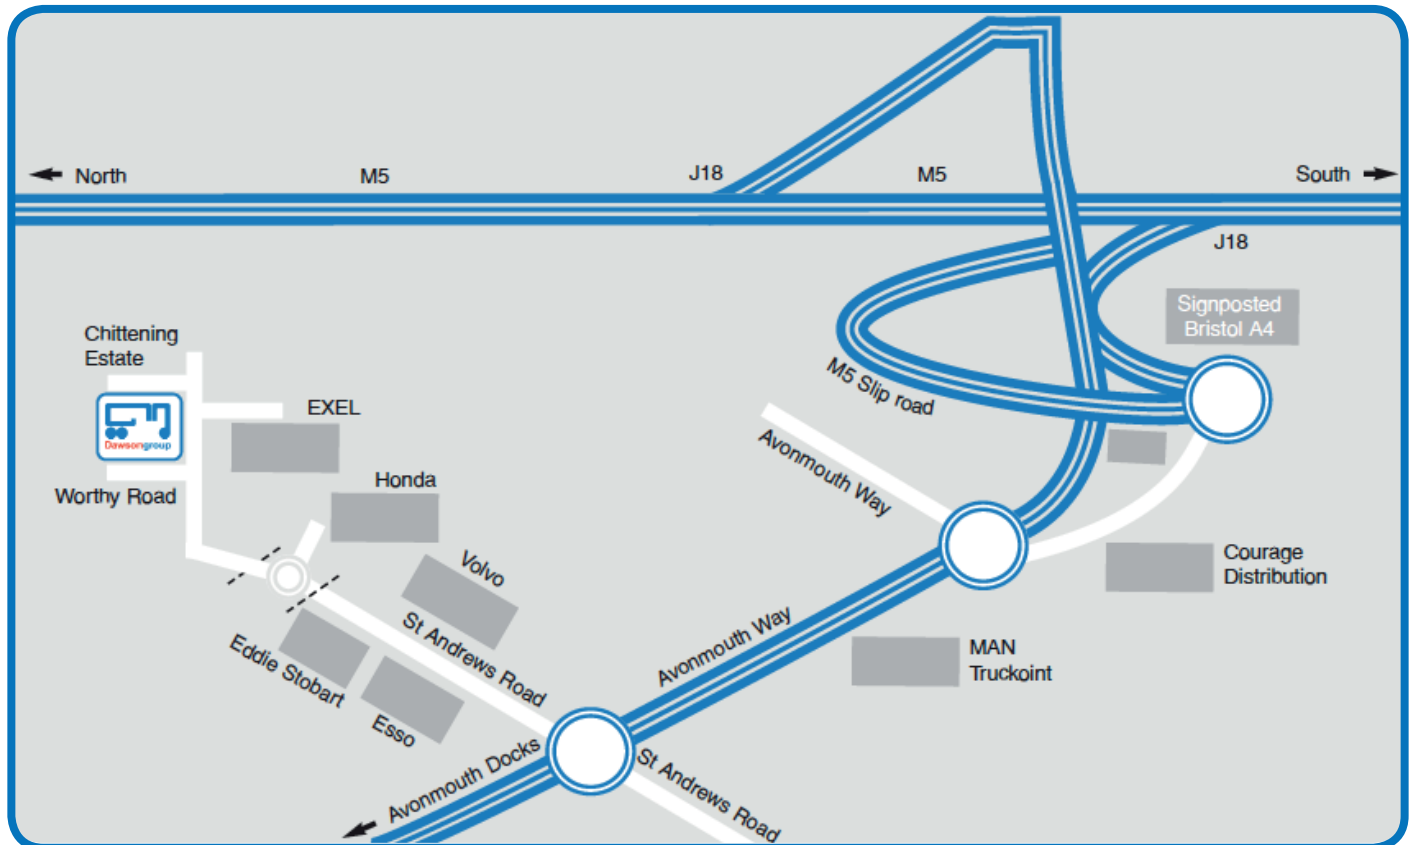 North
M5
J18
M5
South
J18
Signposted
Bristol A4
Chittening
Estate
M5 Slip road
EXEL
Dawsongroup
Avonmouth Way
Honda
Worthy Road
Volvo
Courage
Distribution
St Andrews Road
Avonmouth Way
MAN
Truckoint
Eddie Stobart
Esso
Avonmouth Docks
St Andrews Road